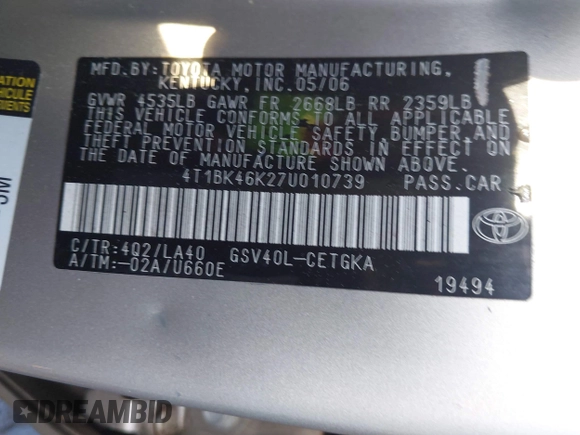 MFD.BY:TOYOTA MOTOR MANUFACTURING,
KENTUCKY, INC.05/06
GVWR 4535LB GAWR FR 2668LB RR 2359LB
THIS VEHICLE CONFORMS TO ALL APPLICABLE
FEDERAL MOTOR VEHICLE SAFETY, BUMPER, AND
THEFT PREVENTION STANDARDS IN EFFECT ON
THE DATE OF MANUFACTURE SHOWN ABOVE.
4T1BK46K27U010739 PASS.CAR
C/TR:4Q2/LA40 GSV40L-CETGKA
A/TM:-02A/U660E
19494
TOYOTA
DREAMBID